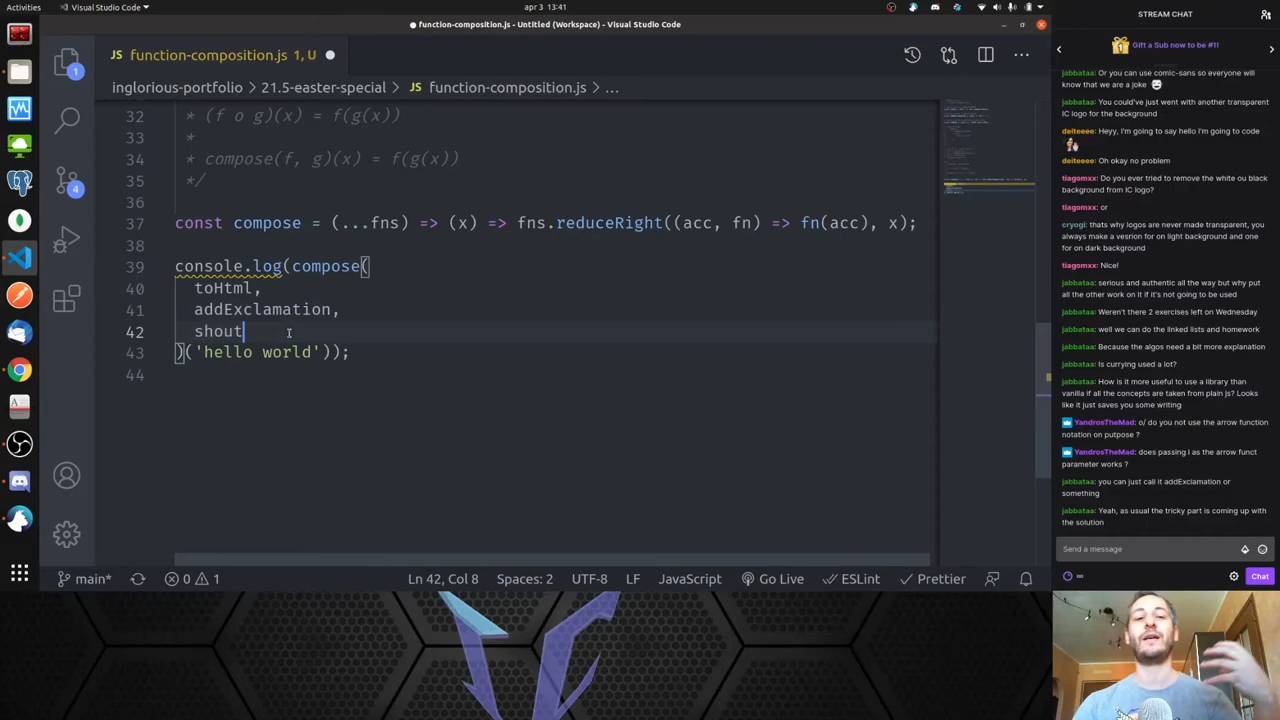 Activities
Visual Studio Code
apr 3 13:41
function-composition.js - Untitled (Workspace) - Visual Studio Code
JS function-composition.js 1, U
inglorious-portfolio > 21.5-easter-special > JS function-composition.js > ...
32 * (f ∘ g)(x) = f(g(x))
33 *
34 * compose(f, g)(x) = f(g(x))
35 */
36
37 const compose = (...fns) => (x) => fns.reduceRight((acc, fn) => fn(acc), x);
38
39 console.log(compose(
40 toHtml,
41 addExclamation,
42 shout
43 )('hello world'));
44
1
4
main*
0 1
Ln 42, Col 8
Spaces: 2
UTF-8
LF
JavaScript
Go Live
ESLint
Prettier
STREAM CHAT
1 Gift a Sub now to be #1!
jabbataa: Or you can use comic-sans so everyone will
know that we are a joke
jabbataa: You could've just went with another transparent
IC logo for the background
deiteeee: Heyy, I'm going to say hello I'm going to code
deiteeee: Oh okay no problem
tiagomxx: Do you ever tried to remove the white ou black
background from IC logo?
tiagomxx: or
cryogi: thats why logos are never made transparent, you
always make a vesrion for on light background and one
for on dark background
tiagomxx: Nice!
jabbataa: serious and authentic all the way but why put
all the other work on it if it's not going to be used
jabbataa: Weren't there 2 exercises left on Wednesday
jabbataa: well we can do the linked lists and homework
jabbataa: Because the algos need a bit more explanation
jabbataa: Is currying used a lot?
jabbataa: How is it more useful to use a library than
vanilla if all the concepts are taken from plain js? Looks
like it just saves you some writing
YandrosTheMad: o/ do you not use the arrow function
notation on putpose ?
YandrosTheMad: does passing i as the arrow funct
parameter works ?
jabbataa: you can just call it addExclamation or
something
jabbataa: Yeah, as usual the tricky part is coming up with
the solution
Send a message
∞
Chat